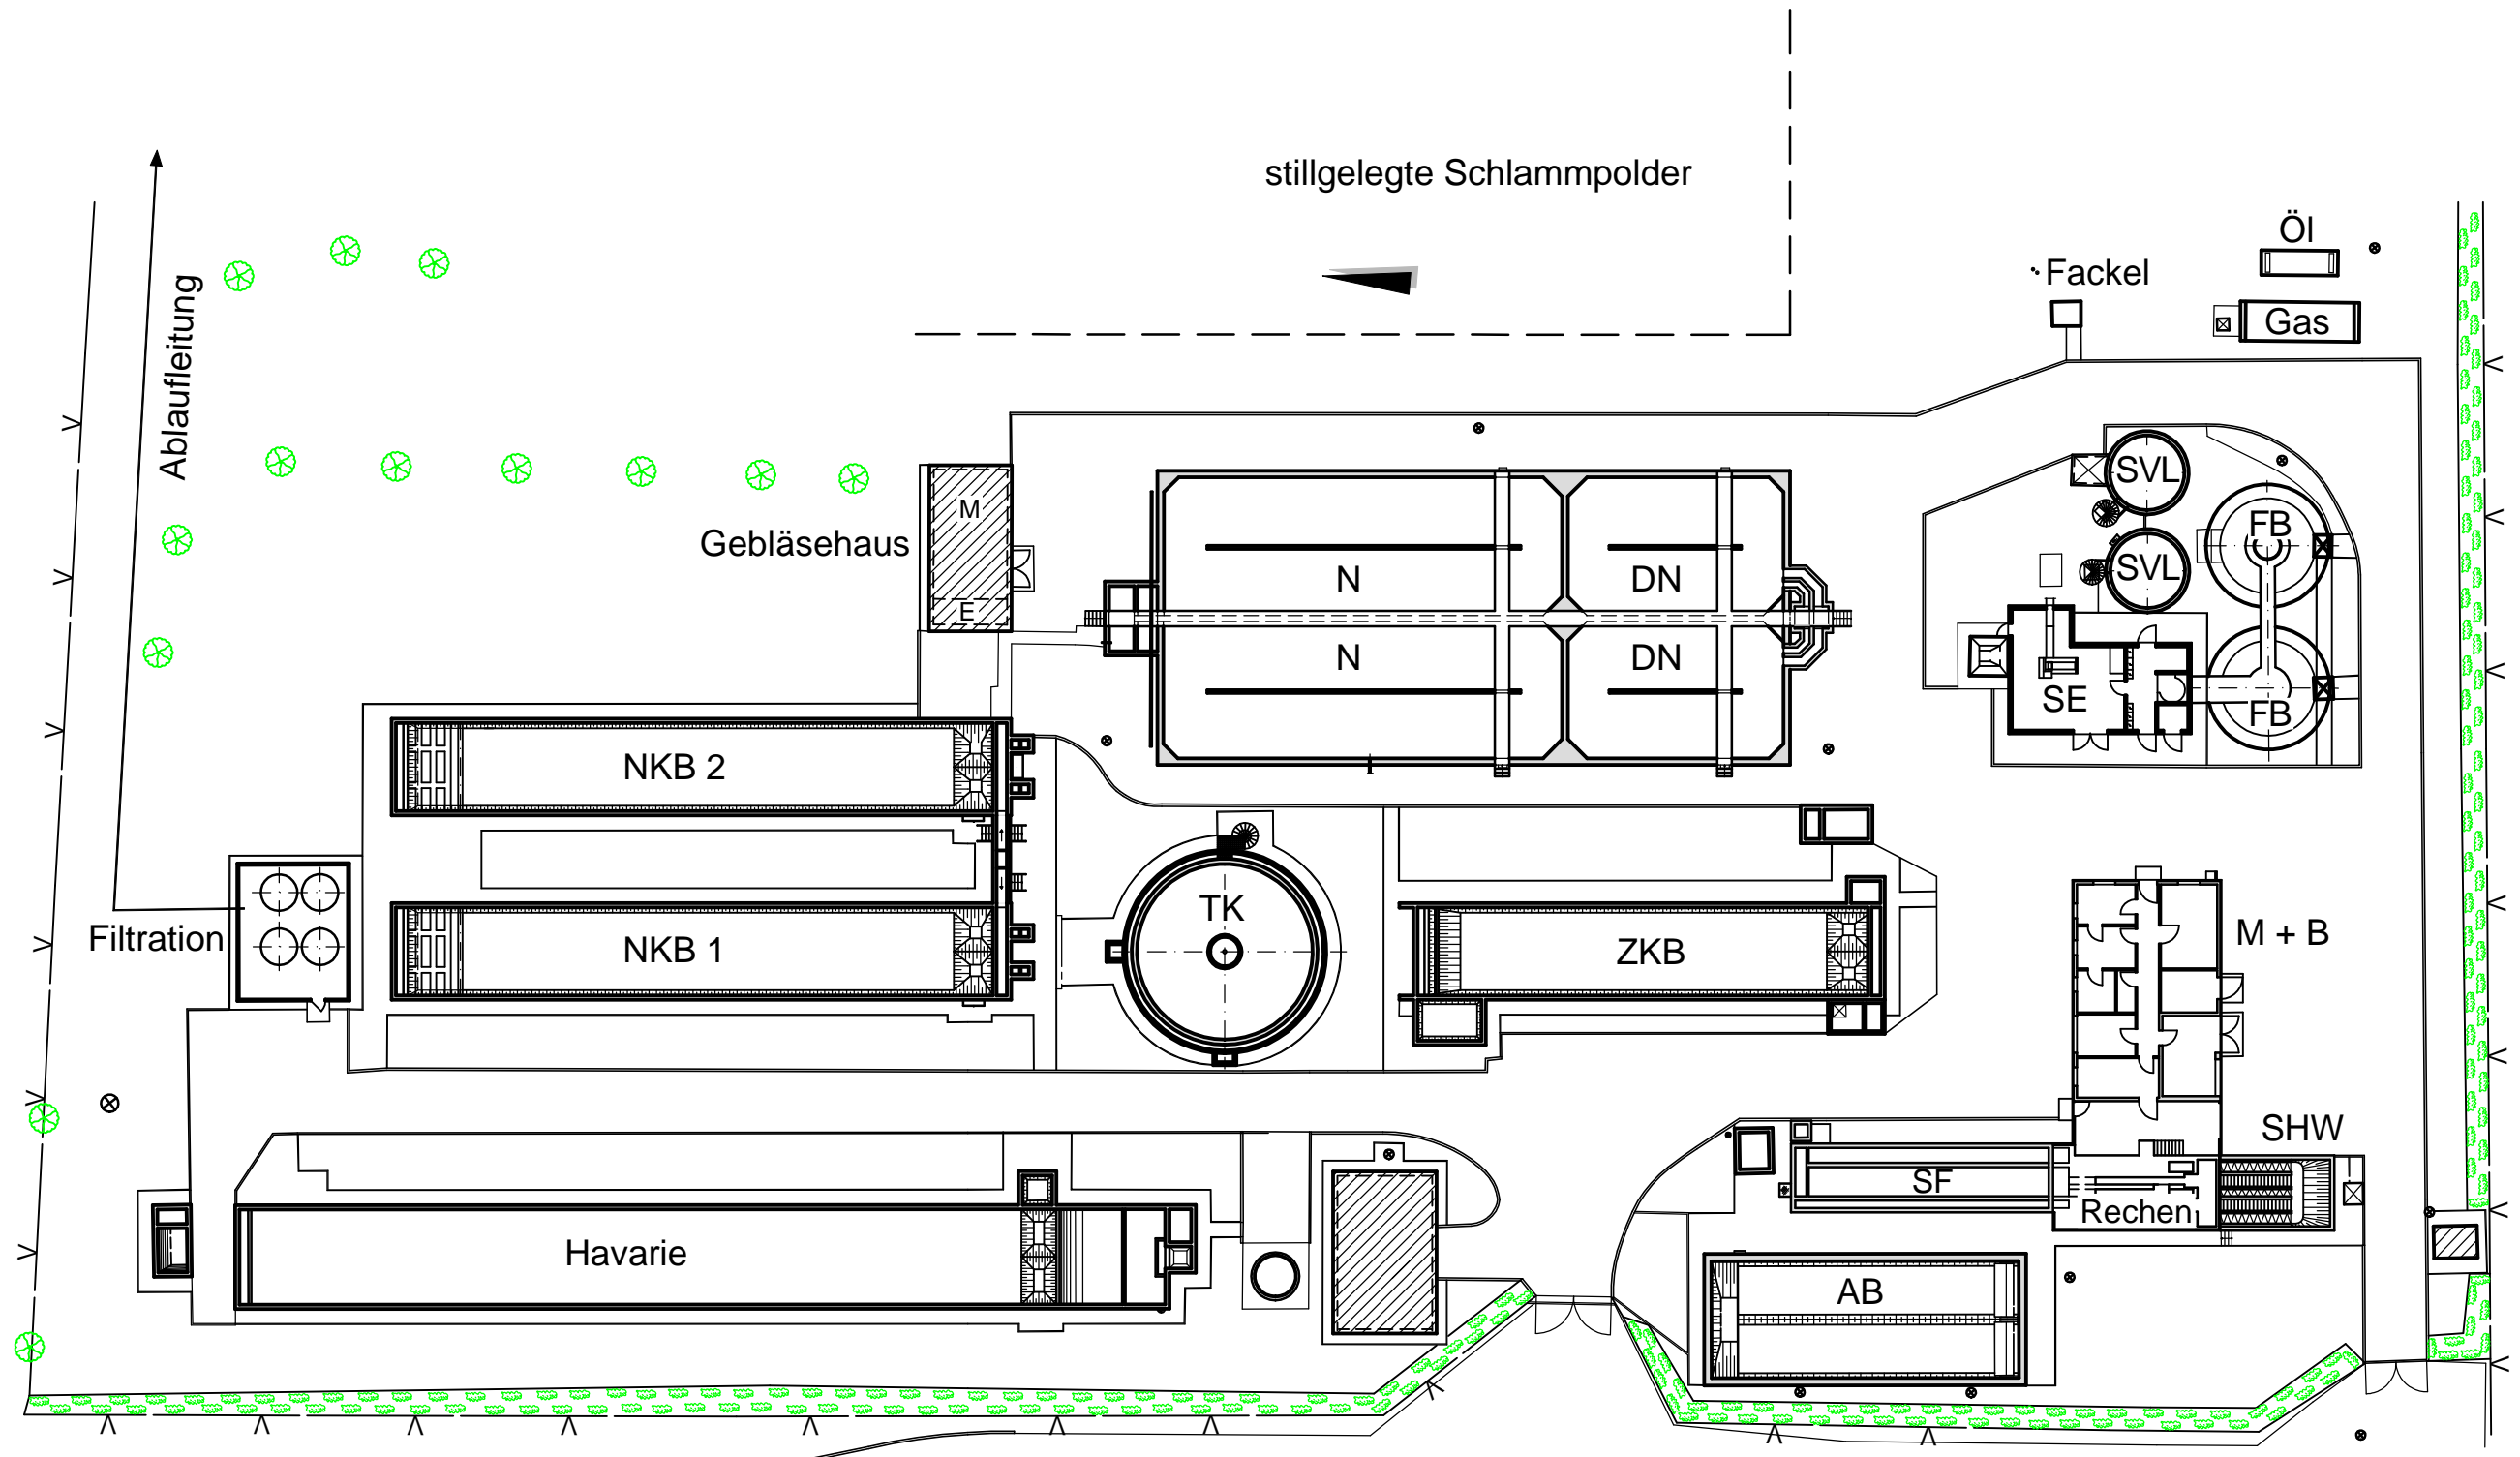 stillgelegte Schlammpolder
Öl
Fackel
Gas
Ablaufleitung
SVL
M
FB
Gebläsehaus
SVL
N
DN
E
N
DN
SE
FB
NKB 2
TK
Filtration
NKB 1
ZKB
M + B
SHW
SF
Rechen
Havarie
AB